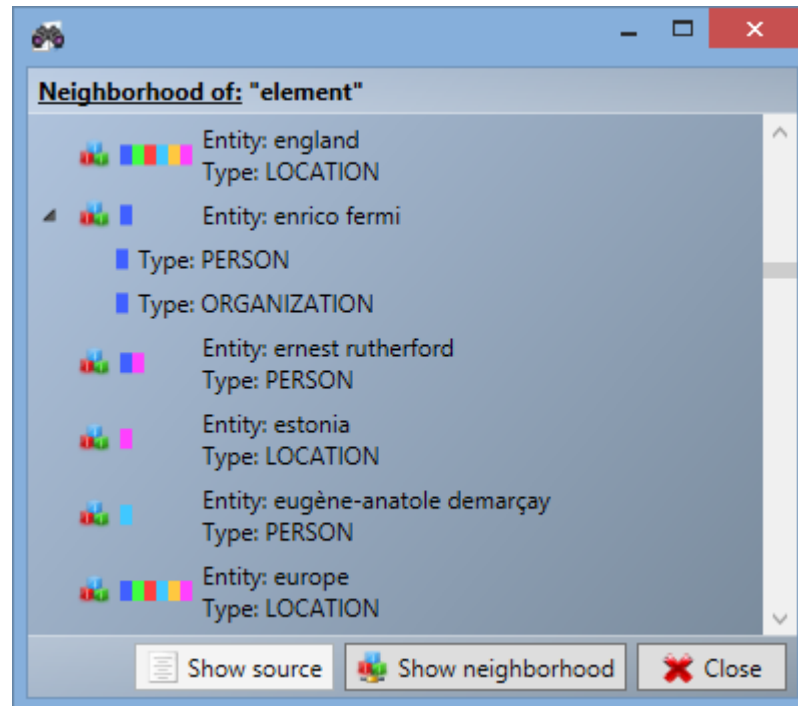 Neighborhood of: "element"
Entity: england
Type: LOCATION
Entity: enrico fermi
Type: PERSON
Type: ORGANIZATION
Entity: ernest rutherford
Type: PERSON
Entity: estonia
Type: LOCATION
Entity: eugène-anatole demarçay
Type: PERSON
Entity: europe
Type: LOCATION
Show source
Show neighborhood
Close